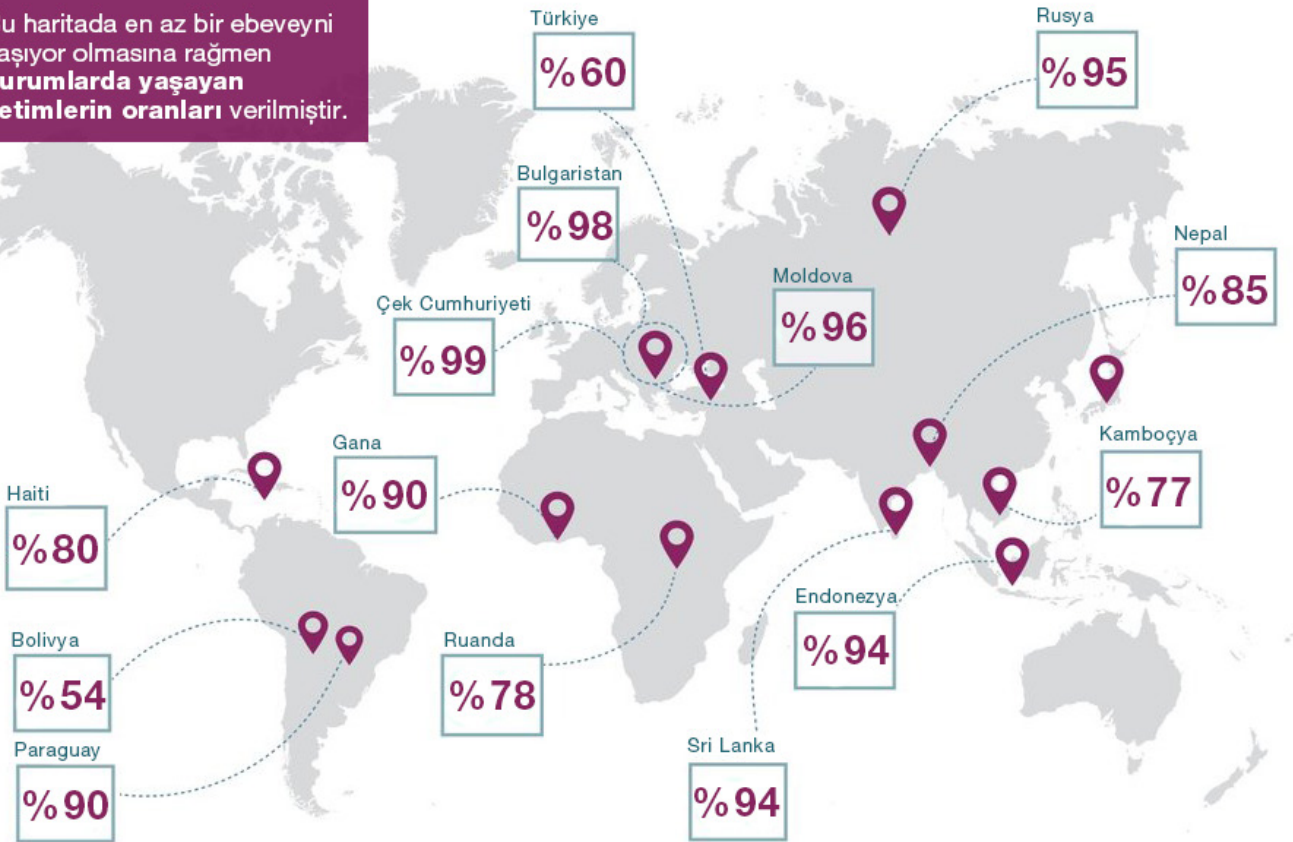 u haritada en az bir ebeveyni
aşıyor olmasına rağmen
urumlarda yaşayan
etimlerin oranları verilmiştir.
Türkiye
%60
Rusya
%95
Bulgaristan
%98
Nepal
%85
Moldova
%96
Çek Cumhuriyeti
%99
Gana
%90
Kamboçya
%77
Haiti
%80
Endonezya
%94
Bolivya
%54
Ruanda
%78
Paraguay
%90
Sri Lanka
%94